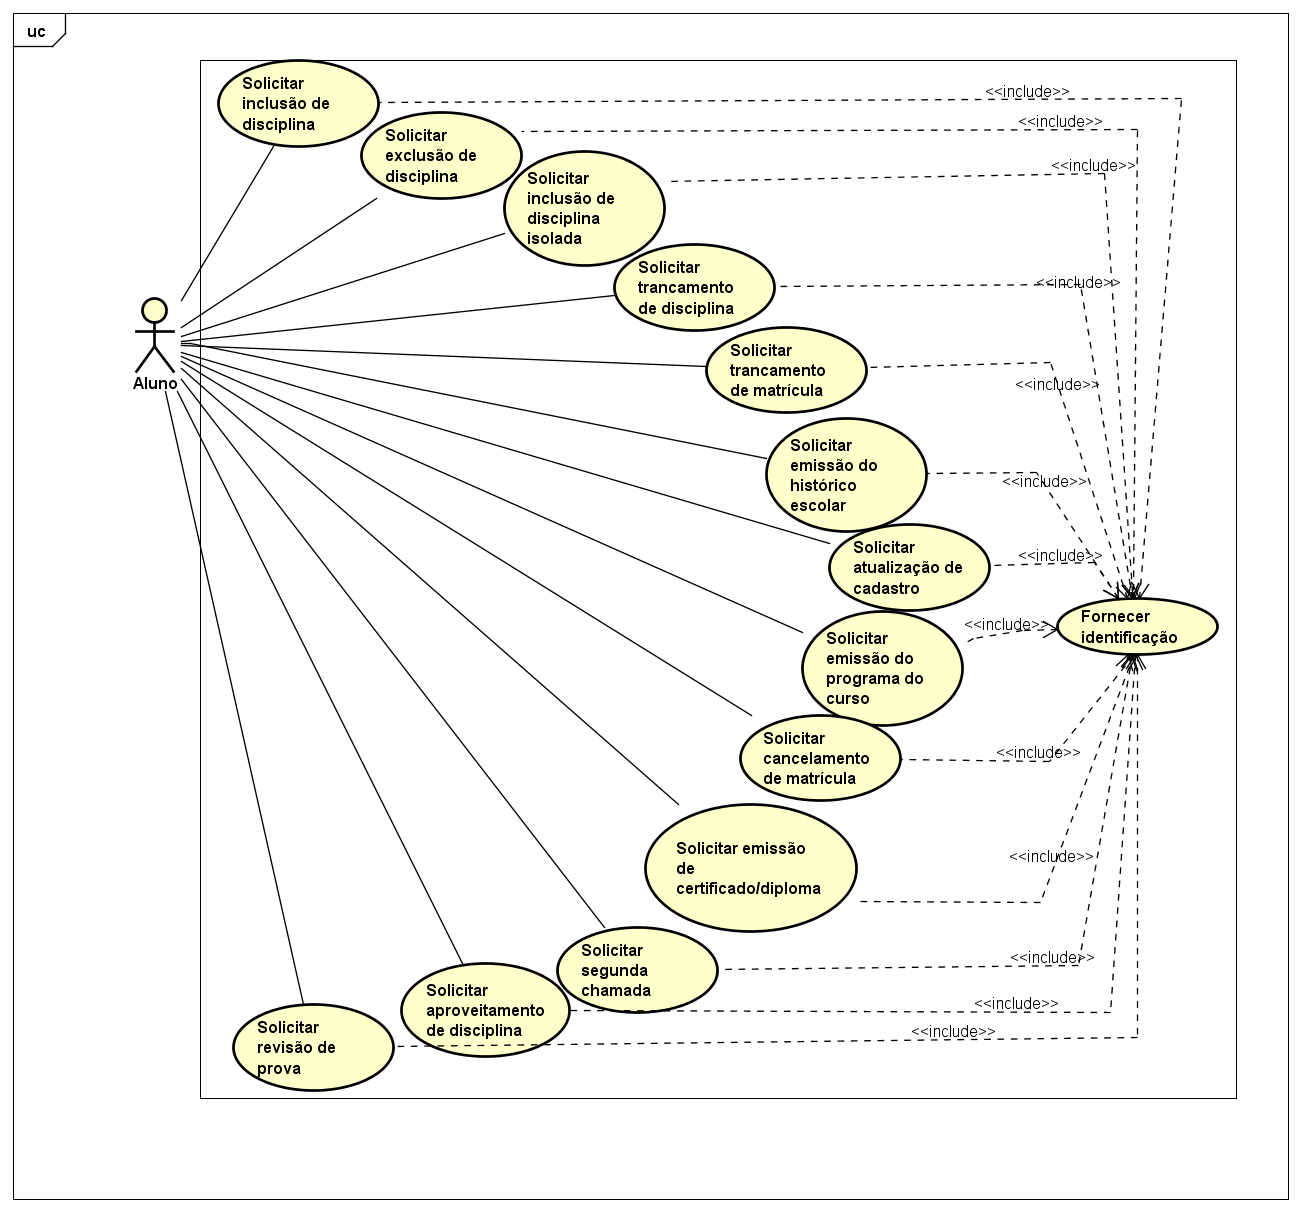 uc
Solicitar
inclusão de
disciplina
<<include>>
Solicitar
exclusão de
disciplina
<<include>>
Solicitar
inclusão de
disciplina
isolada
<<include>>
Solicitar
trancamento
de disciplina
<<include>>
Solicitar
trancamento
de matrícula
<<include>>
Aluno
Solicitar
emissão do
histórico
escolar
<<include>>
Solicitar
atualização de
cadastro
<<include>>
Fornecer
identificação
Solicitar
emissão do
programa do
curso
<<include>>
Solicitar
cancelamento
de matrícula
<<include>>
Solicitar emissão
de
certificado/diploma
<<include>>
Solicitar
segunda
chamada
<<include>>
Solicitar
aproveitamento
de disciplina
<<include>>
Solicitar
revisão de
prova
<<include>>